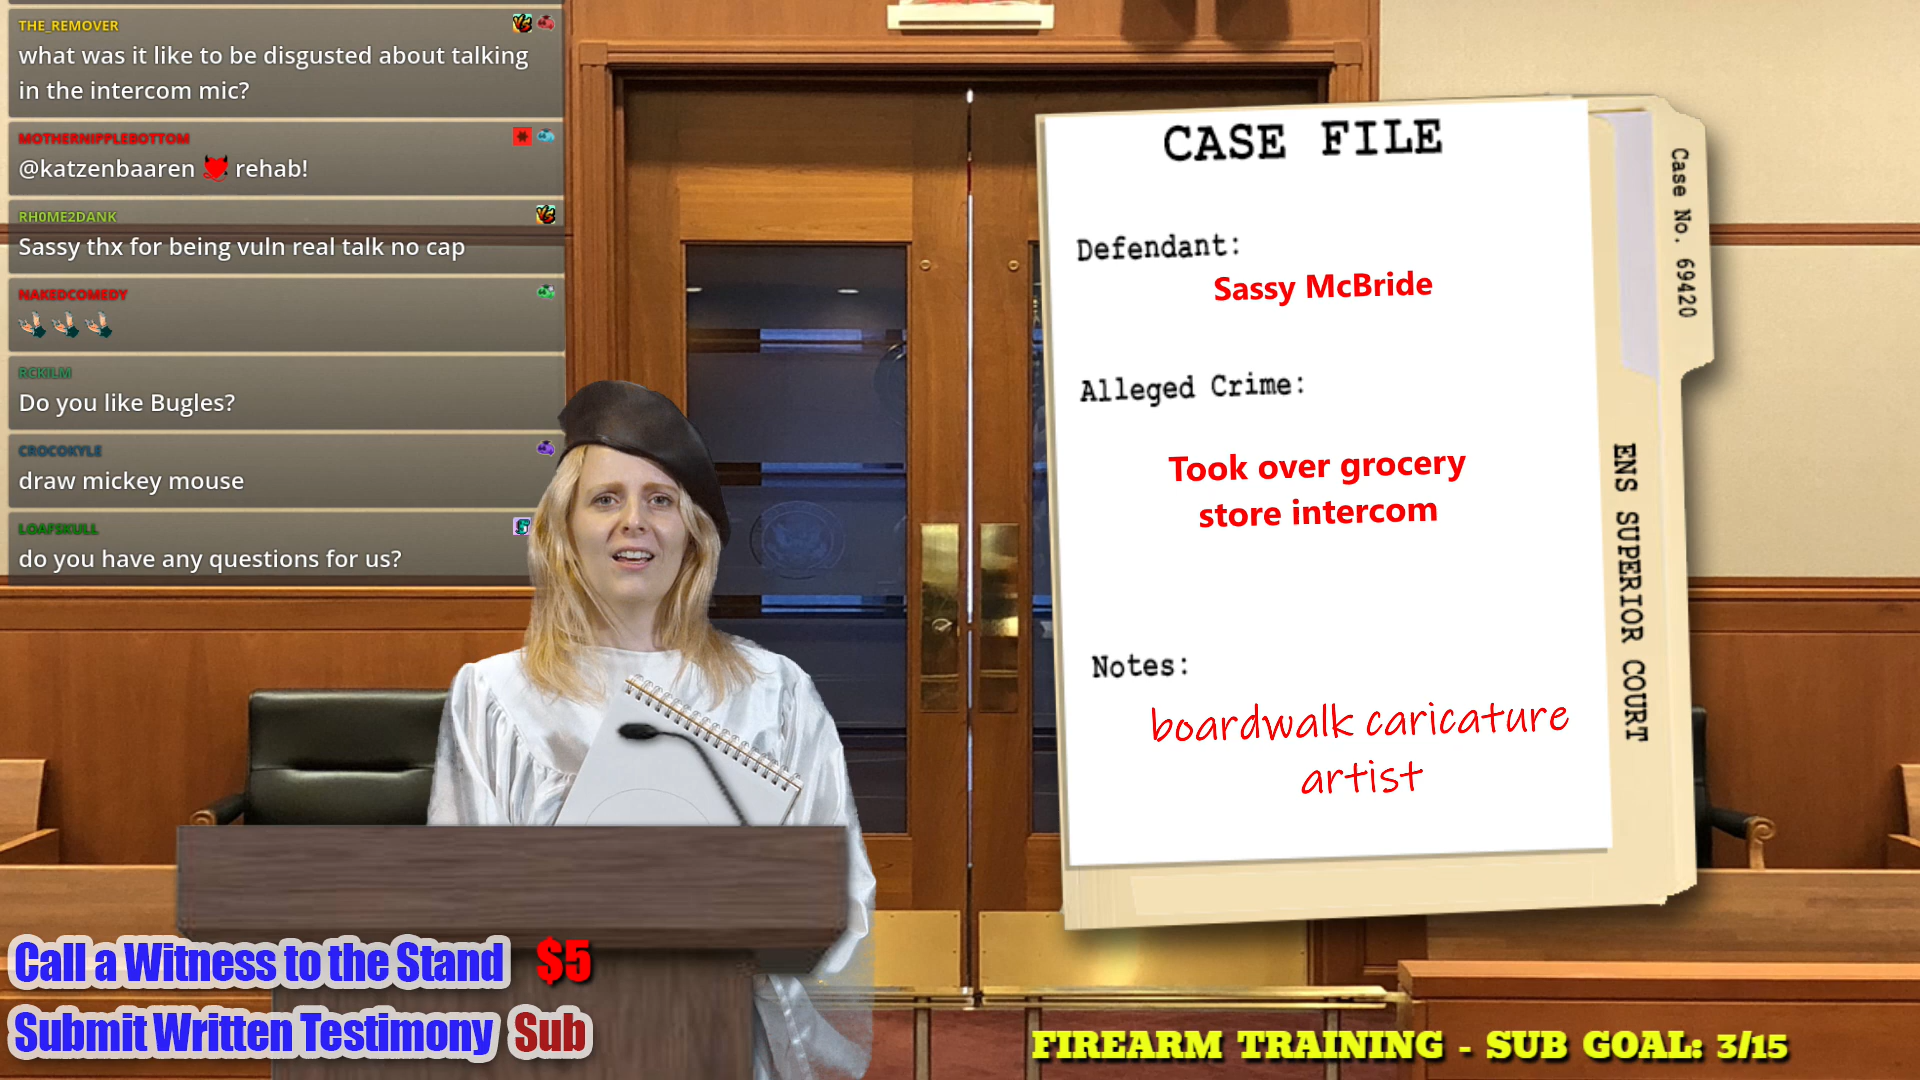 THE_REMOVER
what was it like to be disgusted about talking
in the intercom mic?
MOTHERNIPPLEBOTTOM
@katzenbaaren rehab!
RH0ME2DANK
Sassy thx for being vuln real talk no cap
NAKEDCOMEDY
RCKILM
Do you like Bugles?
CROCOKYLE
draw mickey mouse
LOAFSKULL
do you have any questions for us?
CASE FILE
Defendant:
Sassy McBride
Alleged Crime:
Took over grocery
store intercom
Notes:
boardwalk caricature
artist
Case No. 69420
ENS SUPERIOR COURT
Call a Witness to the Stand $5
Submit Written Testimony Sub
FIREARM TRAINING - SUB GOAL: 3/15